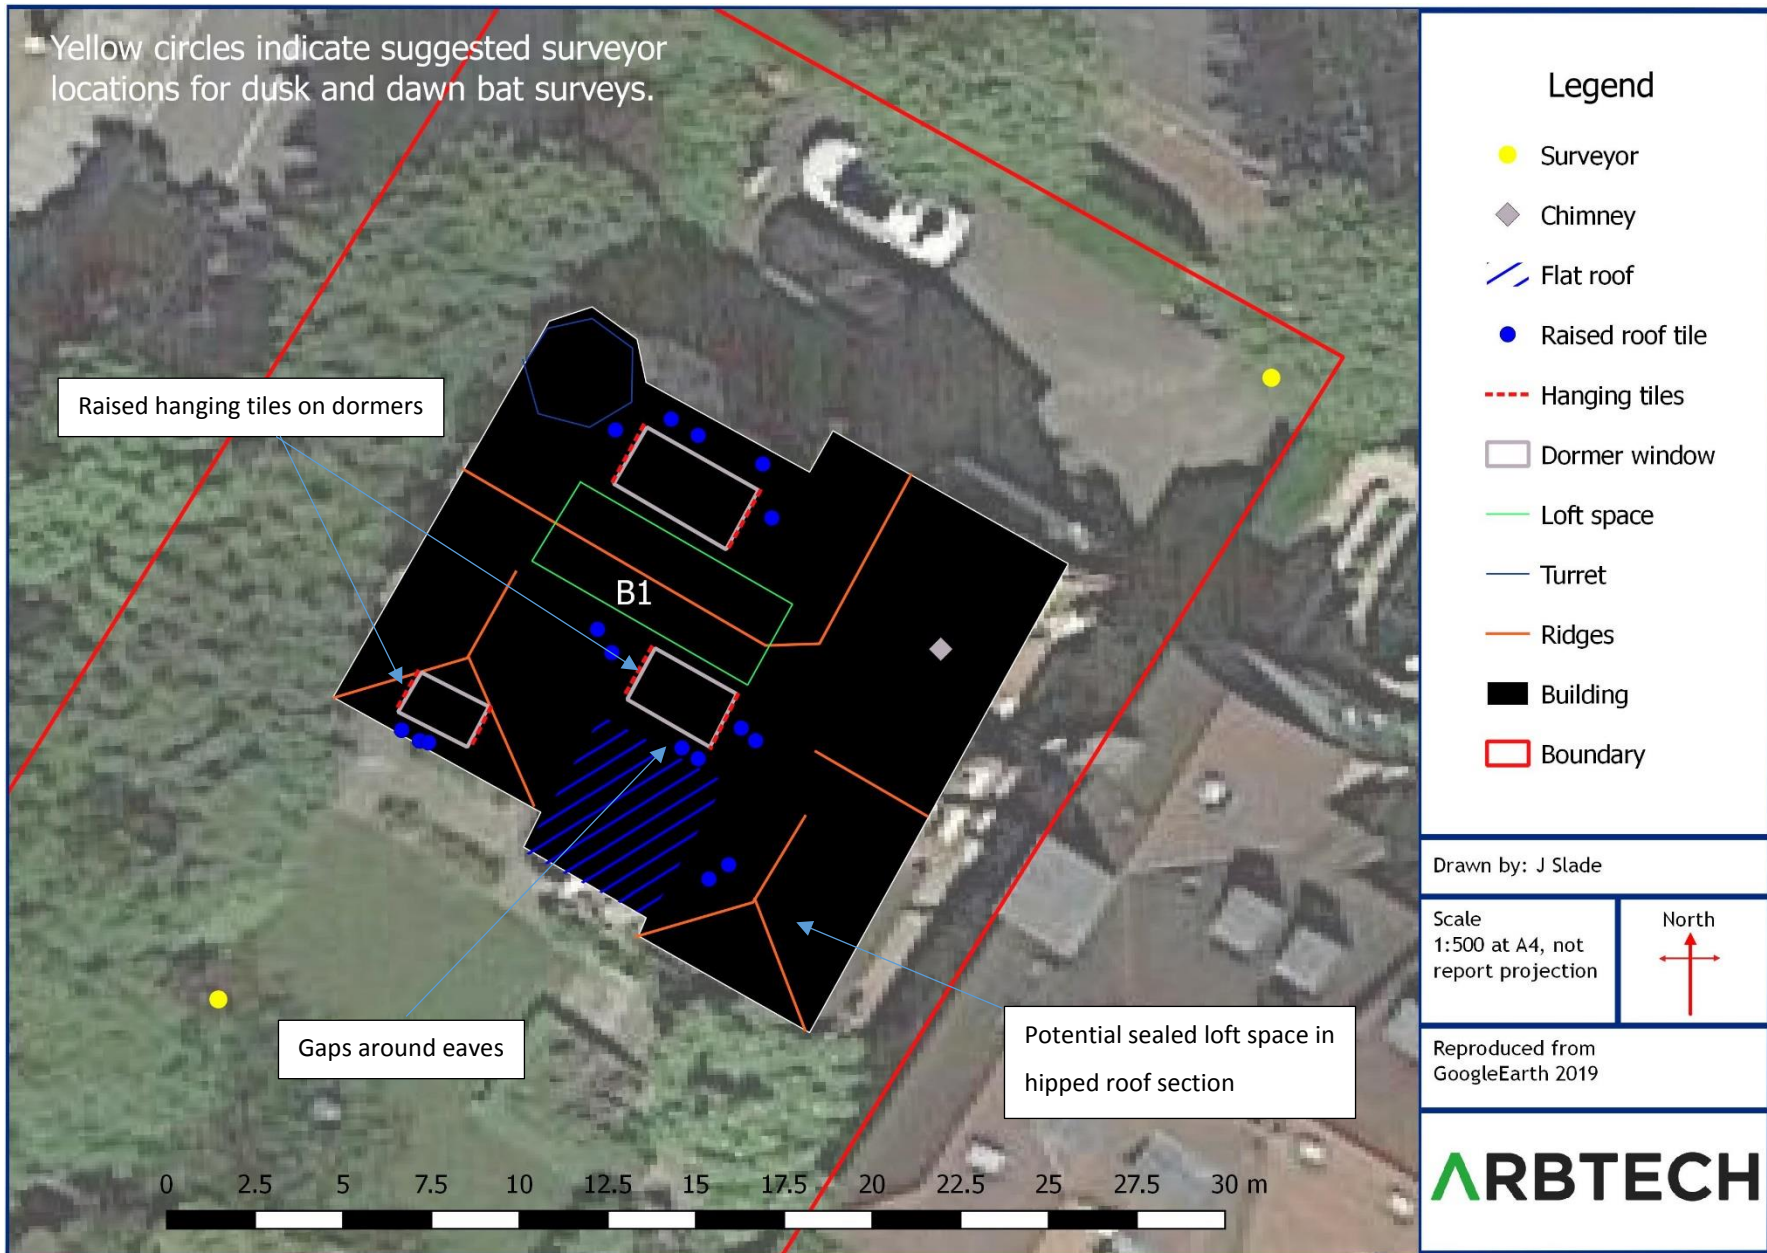 Yellow circles indicate suggested surveyor
locations for dusk and dawn bat surveys.
Raised hanging tiles on dormers
B1
Gaps around eaves
Potential sealed loft space in
hipped roof section
0 2.5 5 7.5 10 12.5 15 17.5 20 22.5 25 27.5 30 m
Legend
Surveyor
Chimney
Flat roof
Raised roof tile
Hanging tiles
Dormer window
Loft space
Turret
Ridges
Building
Boundary
Drawn by: J Slade
Scale
1:500 at A4, not
report projection
North
Reproduced from
GoogleEarth 2019
ARBTECH